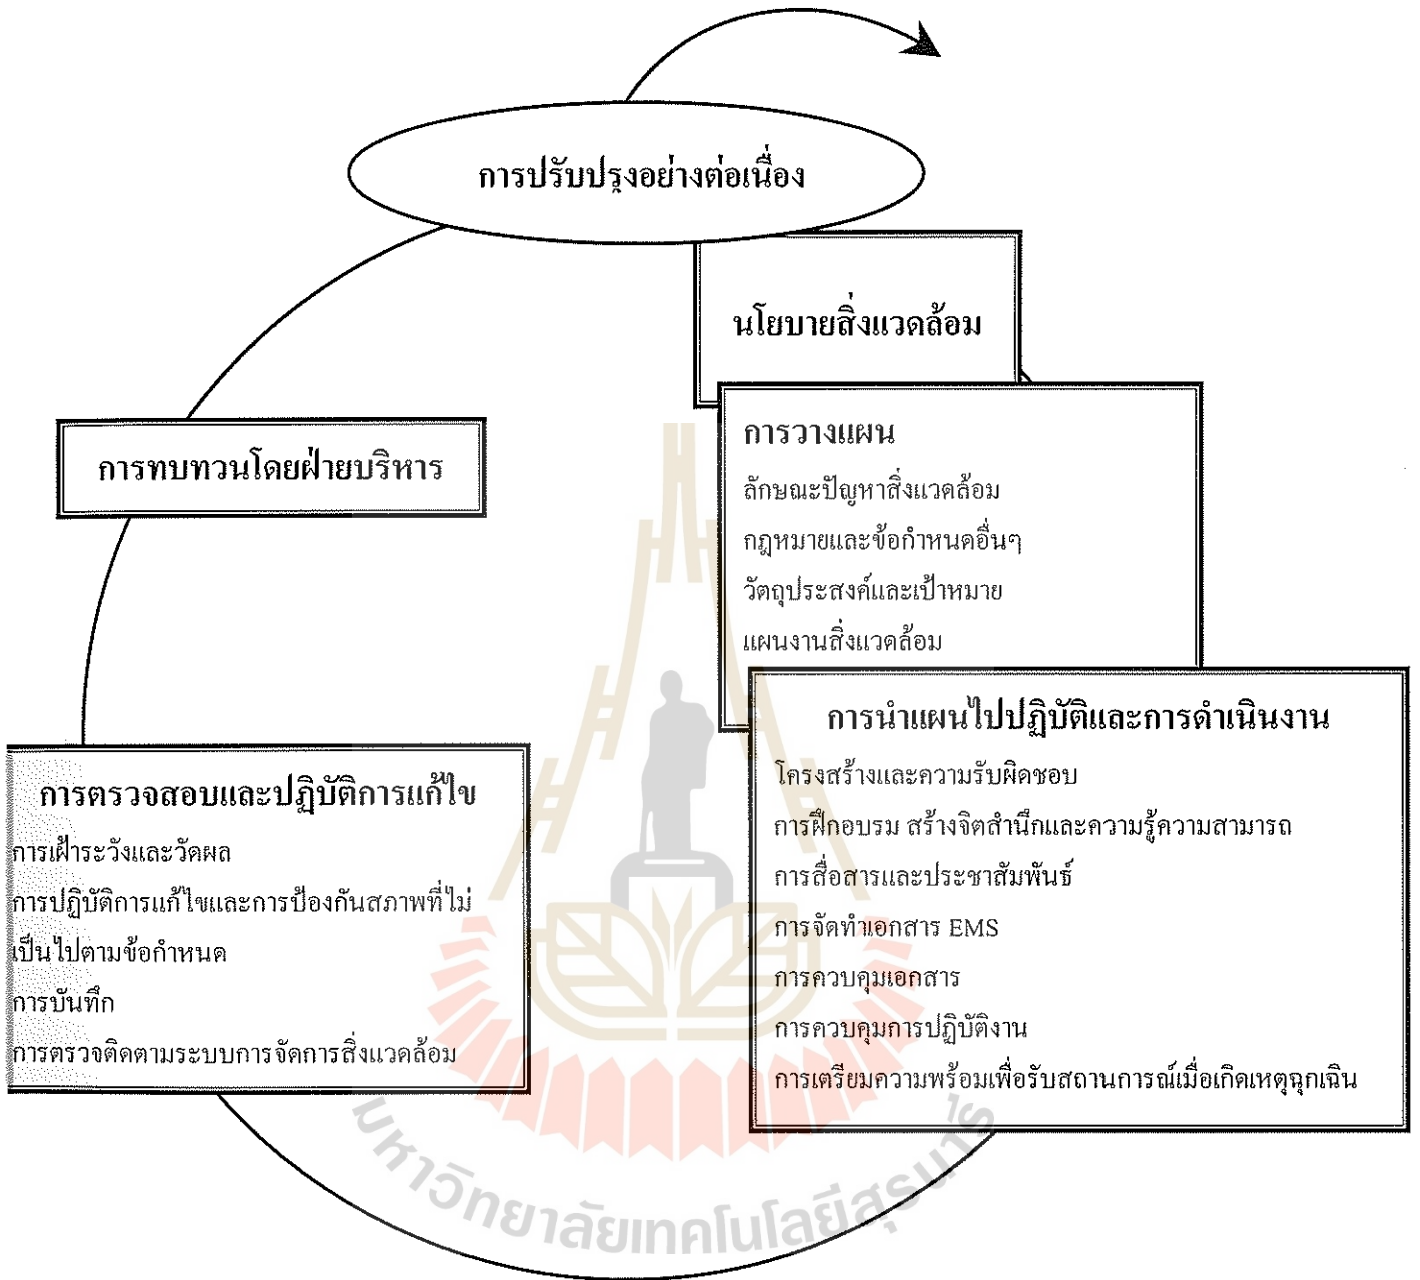 การปรับปรุงอย่างต่อเนื่อง
นโยบายสิ่งแวดล้อม
การวางแผน
ลักษณะปัญหาสิ่งแวดล้อม
กฎหมายและข้อกำหนดอื่นๆ
วัตถุประสงค์และเป้าหมาย
แผนงานสิ่งแวดล้อม
การนำแผนไปปฏิบัติและการดำเนินงาน
โครงสร้างและความรับผิดชอบ
การฝึกอบรม สร้างจิตสำนึกและความรู้ความสามารถ
การสื่อสารและประชาสัมพันธ์
การจัดทำเอกสาร EMS
การควบคุมเอกสาร
การควบคุมการปฏิบัติงาน
การเตรียมความพร้อมเพื่อรับสถานการณ์เมื่อเกิดเหตุฉุกเฉิน
การตรวจสอบและปฏิบัติการแก้ไข
การเฝ้าระวังและวัดผล
การปฏิบัติการแก้ไขและการป้องกันสภาพที่ไม่
เป็นไปตามข้อกำหนด
การบันทึก
การตรวจติดตามระบบการจัดการสิ่งแวดล้อม
การทบทวนโดยฝ่ายบริหาร
มหาวิทยาลัยเทคโนโลยีสุรนารี